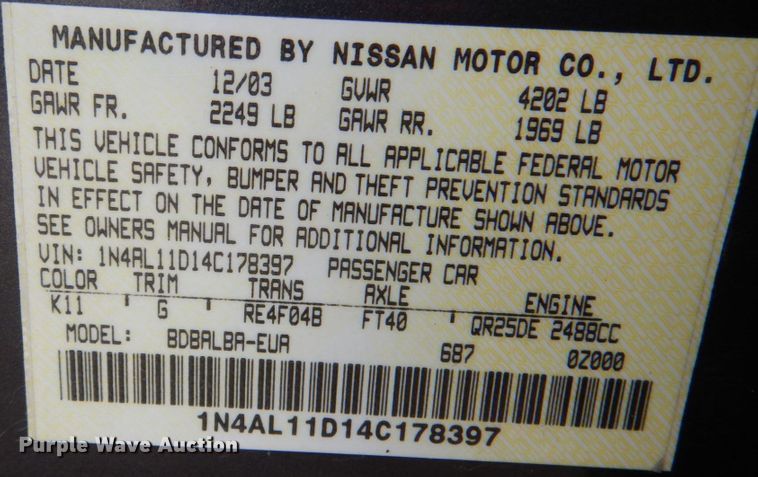 MANUFACTURED BY NISSAN MOTOR CO., LTD.
DATE 12/03 GVWR 4202 LB
GAWR FR. 2249 LB GAWR RR. 1969 LB
THIS VEHICLE CONFORMS TO ALL APPLICABLE FEDERAL MOTOR
VEHICLE SAFETY, BUMPER AND THEFT PREVENTION STANDARDS
IN EFFECT ON THE DATE OF MANUFACTURE SHOWN ABOVE.
SEE OWNERS MANUAL FOR ADDITIONAL INFORMATION.
VIN: 1N4AL11D14C178397 PASSENGER CAR
COLOR TRIM TRANS AXLE ENGINE
K11 G RE4F04B FT40 QR25DE 2488CC
MODEL: BDBALBA-EUA 687 0Z000
1N4AL11D14C178397
Purple Wave Auction